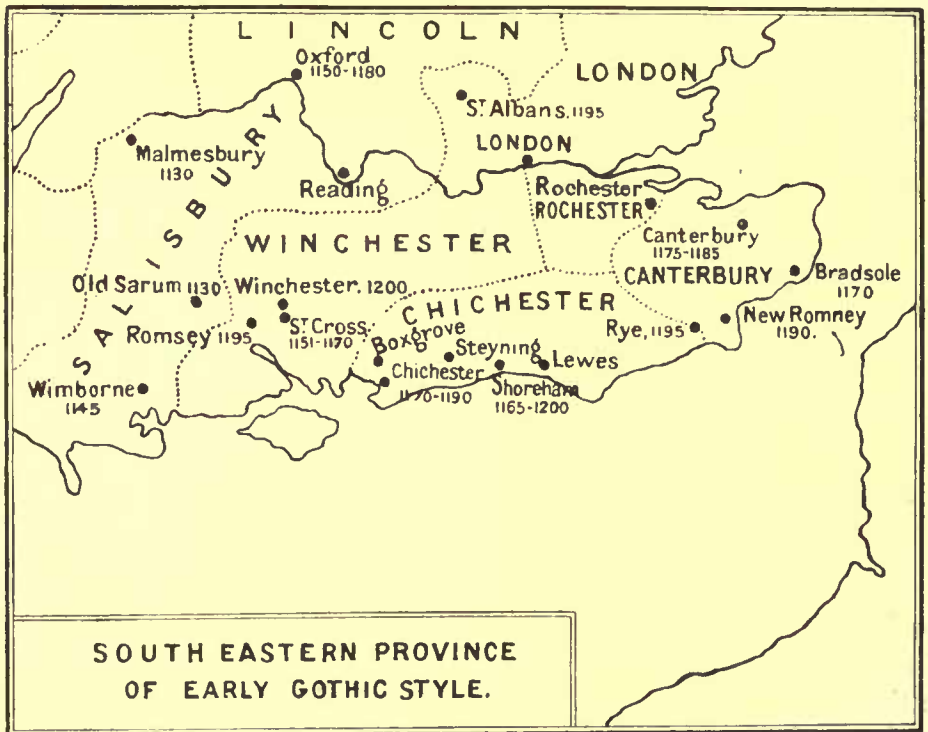 LINCOLN
Oxford
1150-1180
LONDON
St. Albans. 1195
Malmesbury
1130
LONDON
Reading
Rochester
ROCHESTER
SALISBURY
WINCHESTER
Canterbury
1175-1185
CANTERBURY
Bradsole
1170
Old Sarum 1130
Winchester. 1200
CHICHESTER
St. Cross
1151-1170
Romsey 1195
Rye, 1195
New Romney
1190.
Boxgrove
Steyning
Lewes
Chichester
1170-1190
Shoreham
1165-1200
Wimborne
1145
SOUTH EASTERN PROVINCE
OF EARLY GOTHIC STYLE.